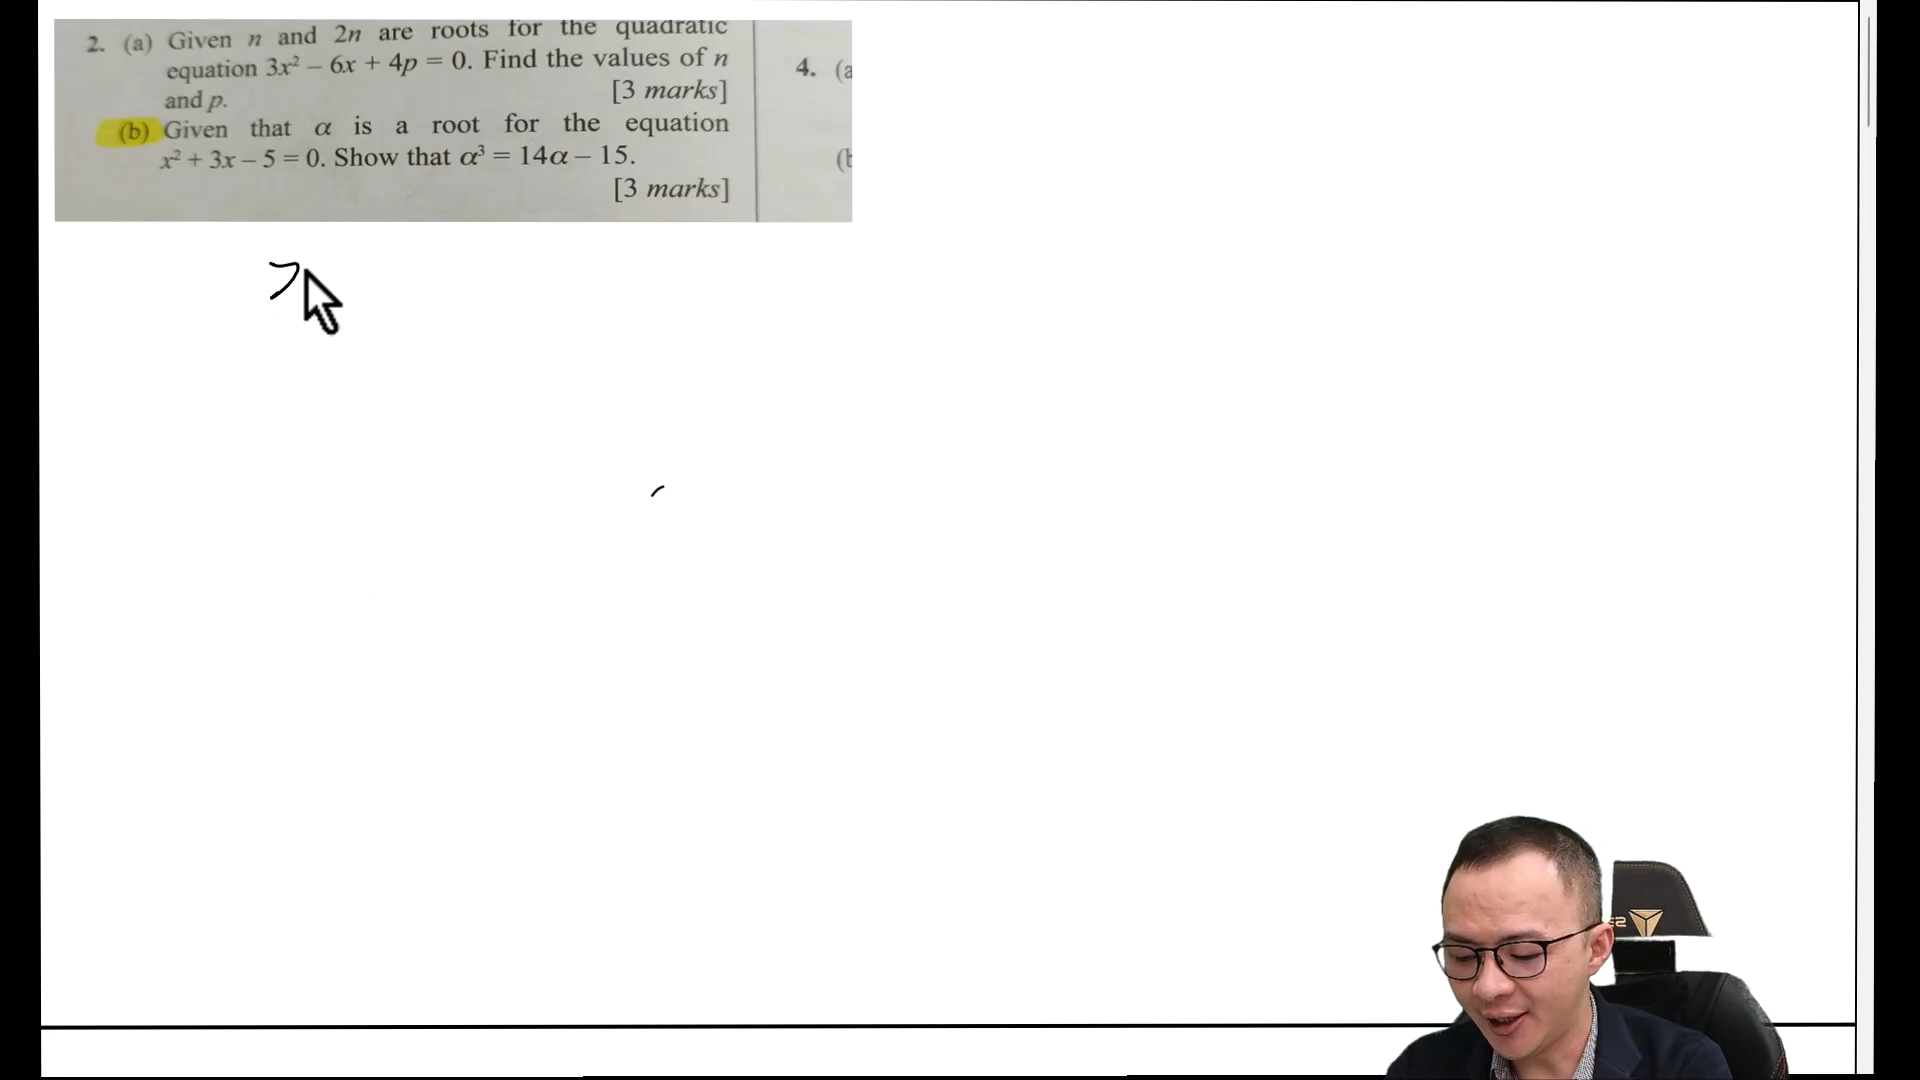 2. (a) Given n and 2n are roots for the quadratic
equation 3x² – 6x + 4p = 0. Find the values of n
and p.
[3 marks]
(b) Given that α is a root for the equation
x² + 3x – 5 = 0. Show that α³ = 14α – 15.
[3 marks]
4. (a